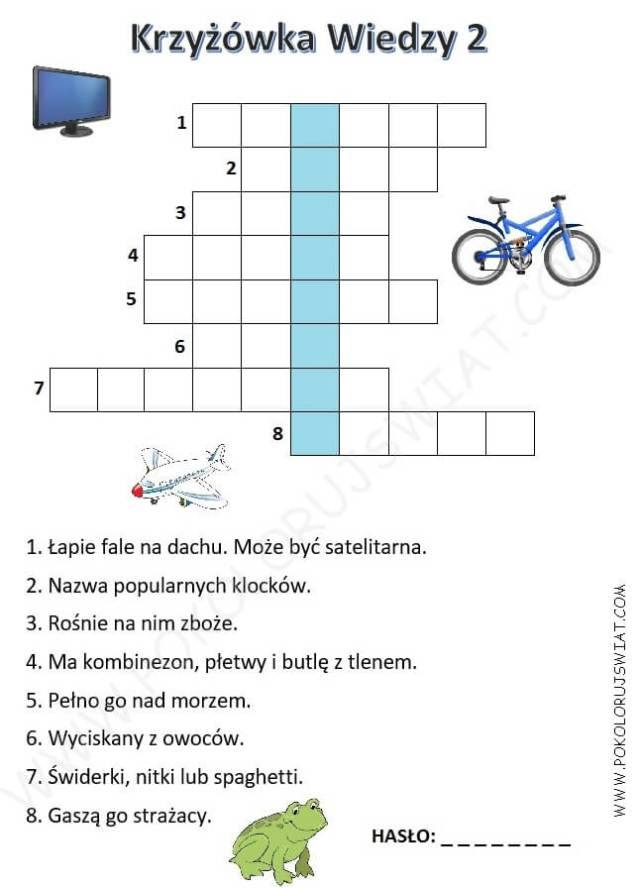 Krzyżówka Wiedzy 2
1
2
3
4
5
6
7
8
1. Łapie fale na dachu. Może być satelitarna.
2. Nazwa popularnych klocków.
3. Rośnie na nim zboże.
4. Ma kombinezon, płetwy i butlę z tlenem.
5. Pełno go nad morzem.
6. Wyciskany z owoców.
7. Świderki, nitki lub spaghetti.
8. Gaszą go strażacy.
HASŁO: _ _ _ _ _ _ _ _
WWW.POKOLORUJSWIAT.COM
WWW.POKOLORUJSWIAT.COM